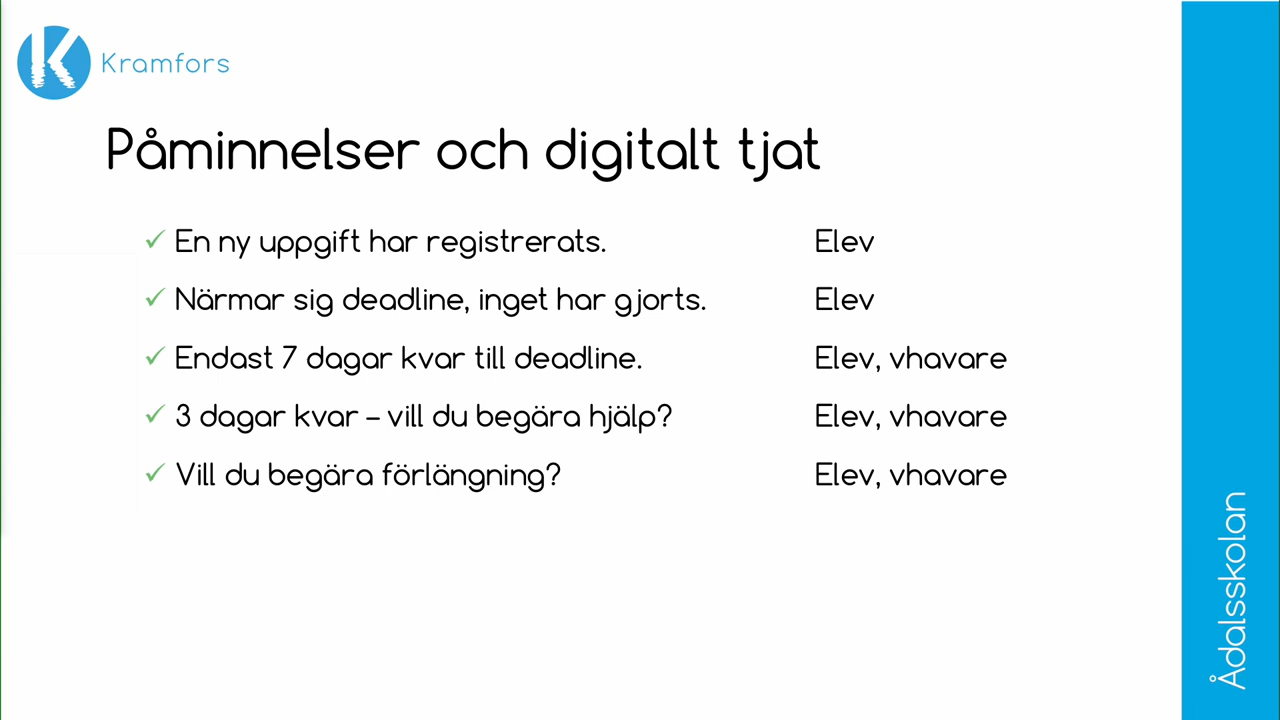 Kramfors
Påminnelser och digitalt tjat
En ny uppgift har registrerats. Elev
Närmar sig deadline, inget har gjorts. Elev
Endast 7 dagar kvar till deadline. Elev, vhavare
3 dagar kvar – vill du begära hjälp? Elev, vhavare
Vill du begära förlängning? Elev, vhavare
Ådalsskolan